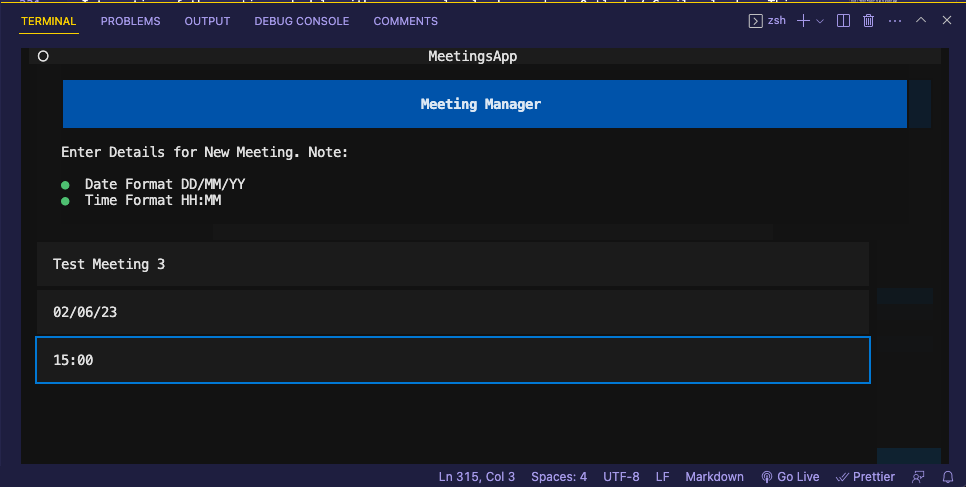 TERMINAL PROBLEMS OUTPUT DEBUG CONSOLE COMMENTS zsh
MeetingsApp
Meeting Manager
Enter Details for New Meeting. Note:
Date Format DD/MM/YY
Time Format HH:MM
Test Meeting 3
02/06/23
15:00
Ln 315, Col 3 Spaces: 4 UTF-8 LF Markdown Go Live Prettier